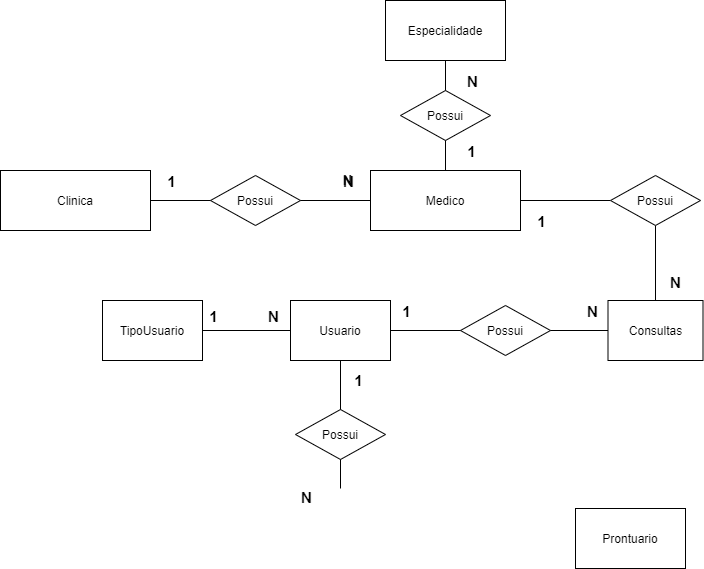 Especialidade
N
Possui
1
Clinica
1
Possui
N
Medico
1
Possui
N
TipoUsuario
1
N
Usuario
1
Possui
N
Consultas
1
Possui
N
Prontuario